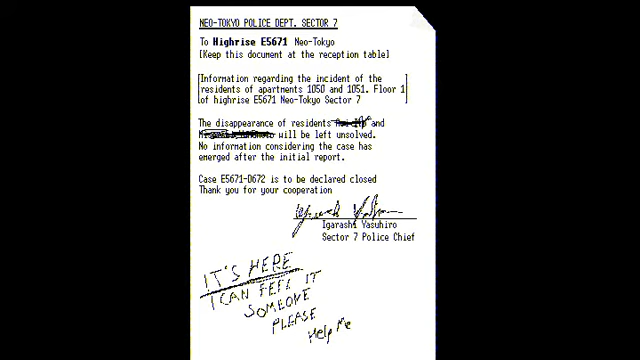 NEO-TOKYO POLICE DEPT. SECTOR 7
To Highrise E5671 Neo-Tokyo
[Keep this document at the reception table]
Information regarding the incident of the
residents of apartments 1050 and 1051. Floor 1
of highrise E5671 Neo-Tokyo Sector 7
The disappearance of residents and
will be left unsolved.
No information considering the case has
emerged after the initial report.
Case E5671-D672 is to be declared closed
Thank you for your cooperation
Igarashi Yasuhiro
Sector 7 Police Chief
IT'S HERE
I CAN FEEL IT
SOMEONE
PLEASE
Help Me